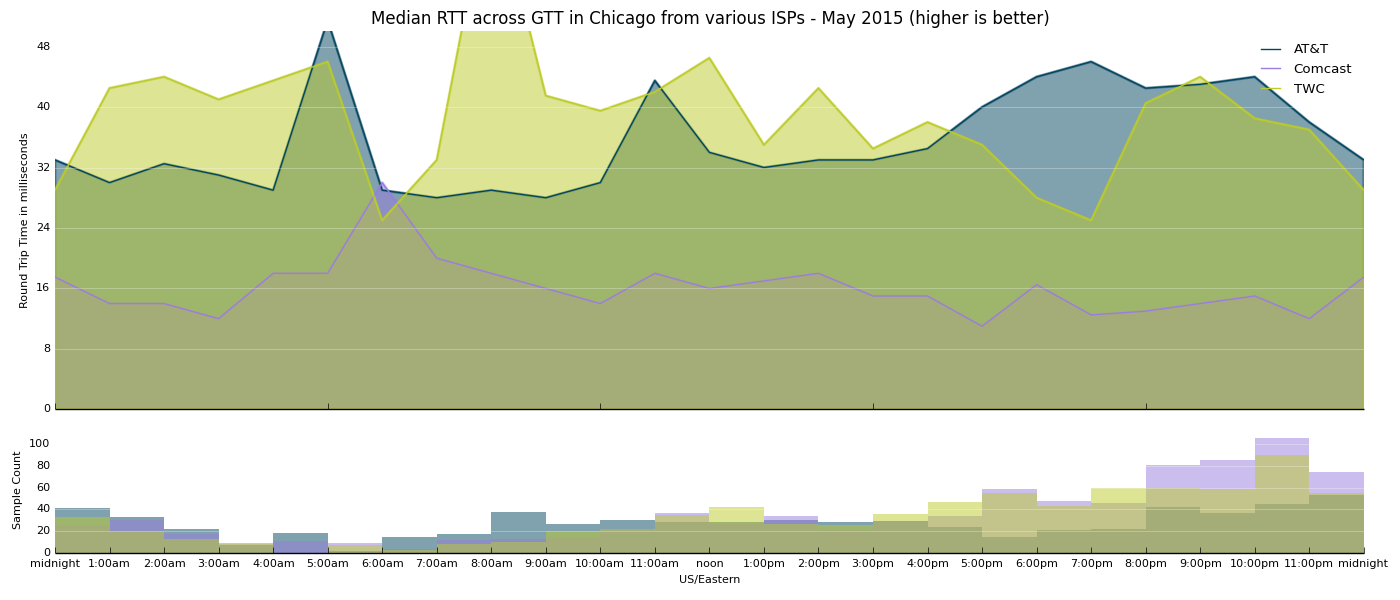 Median RTT across GTT in Chicago from various ISPs - May 2015 (higher is better)
AT&T
Comcast
TWC
Round Trip Time in milliseconds
48
40
32
24
16
8
0
Sample Count
100
80
60
40
20
0
midnight 1:00am 2:00am 3:00am 4:00am 5:00am 6:00am 7:00am 8:00am 9:00am 10:00am 11:00am noon 1:00pm 2:00pm 3:00pm 4:00pm 5:00pm 6:00pm 7:00pm 8:00pm 9:00pm 10:00pm 11:00pm midnight
US/Eastern